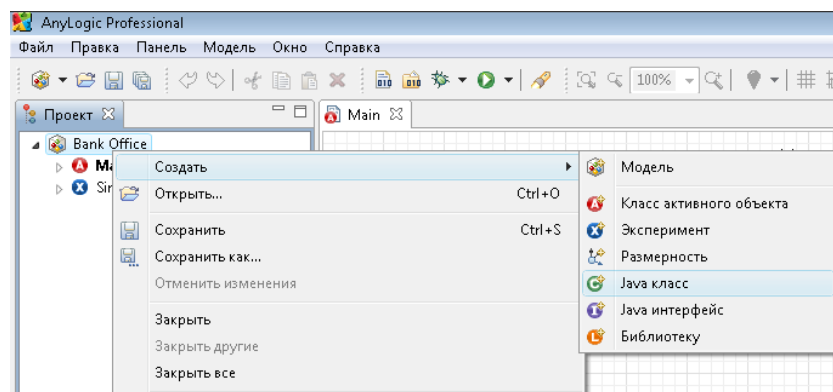 AnyLogic Professional
Файл Правка Панель Модель Окно Справка
100%
Проект
Main
Bank Office
Создать
Открыть... Ctrl+O
Сохранить Ctrl+S
Сохранить как...
Отменить изменения
Закрыть
Закрыть другие
Закрыть все
Модель
Класс активного объекта
Эксперимент
Размерность
Java класс
Java интерфейс
Библиотеку